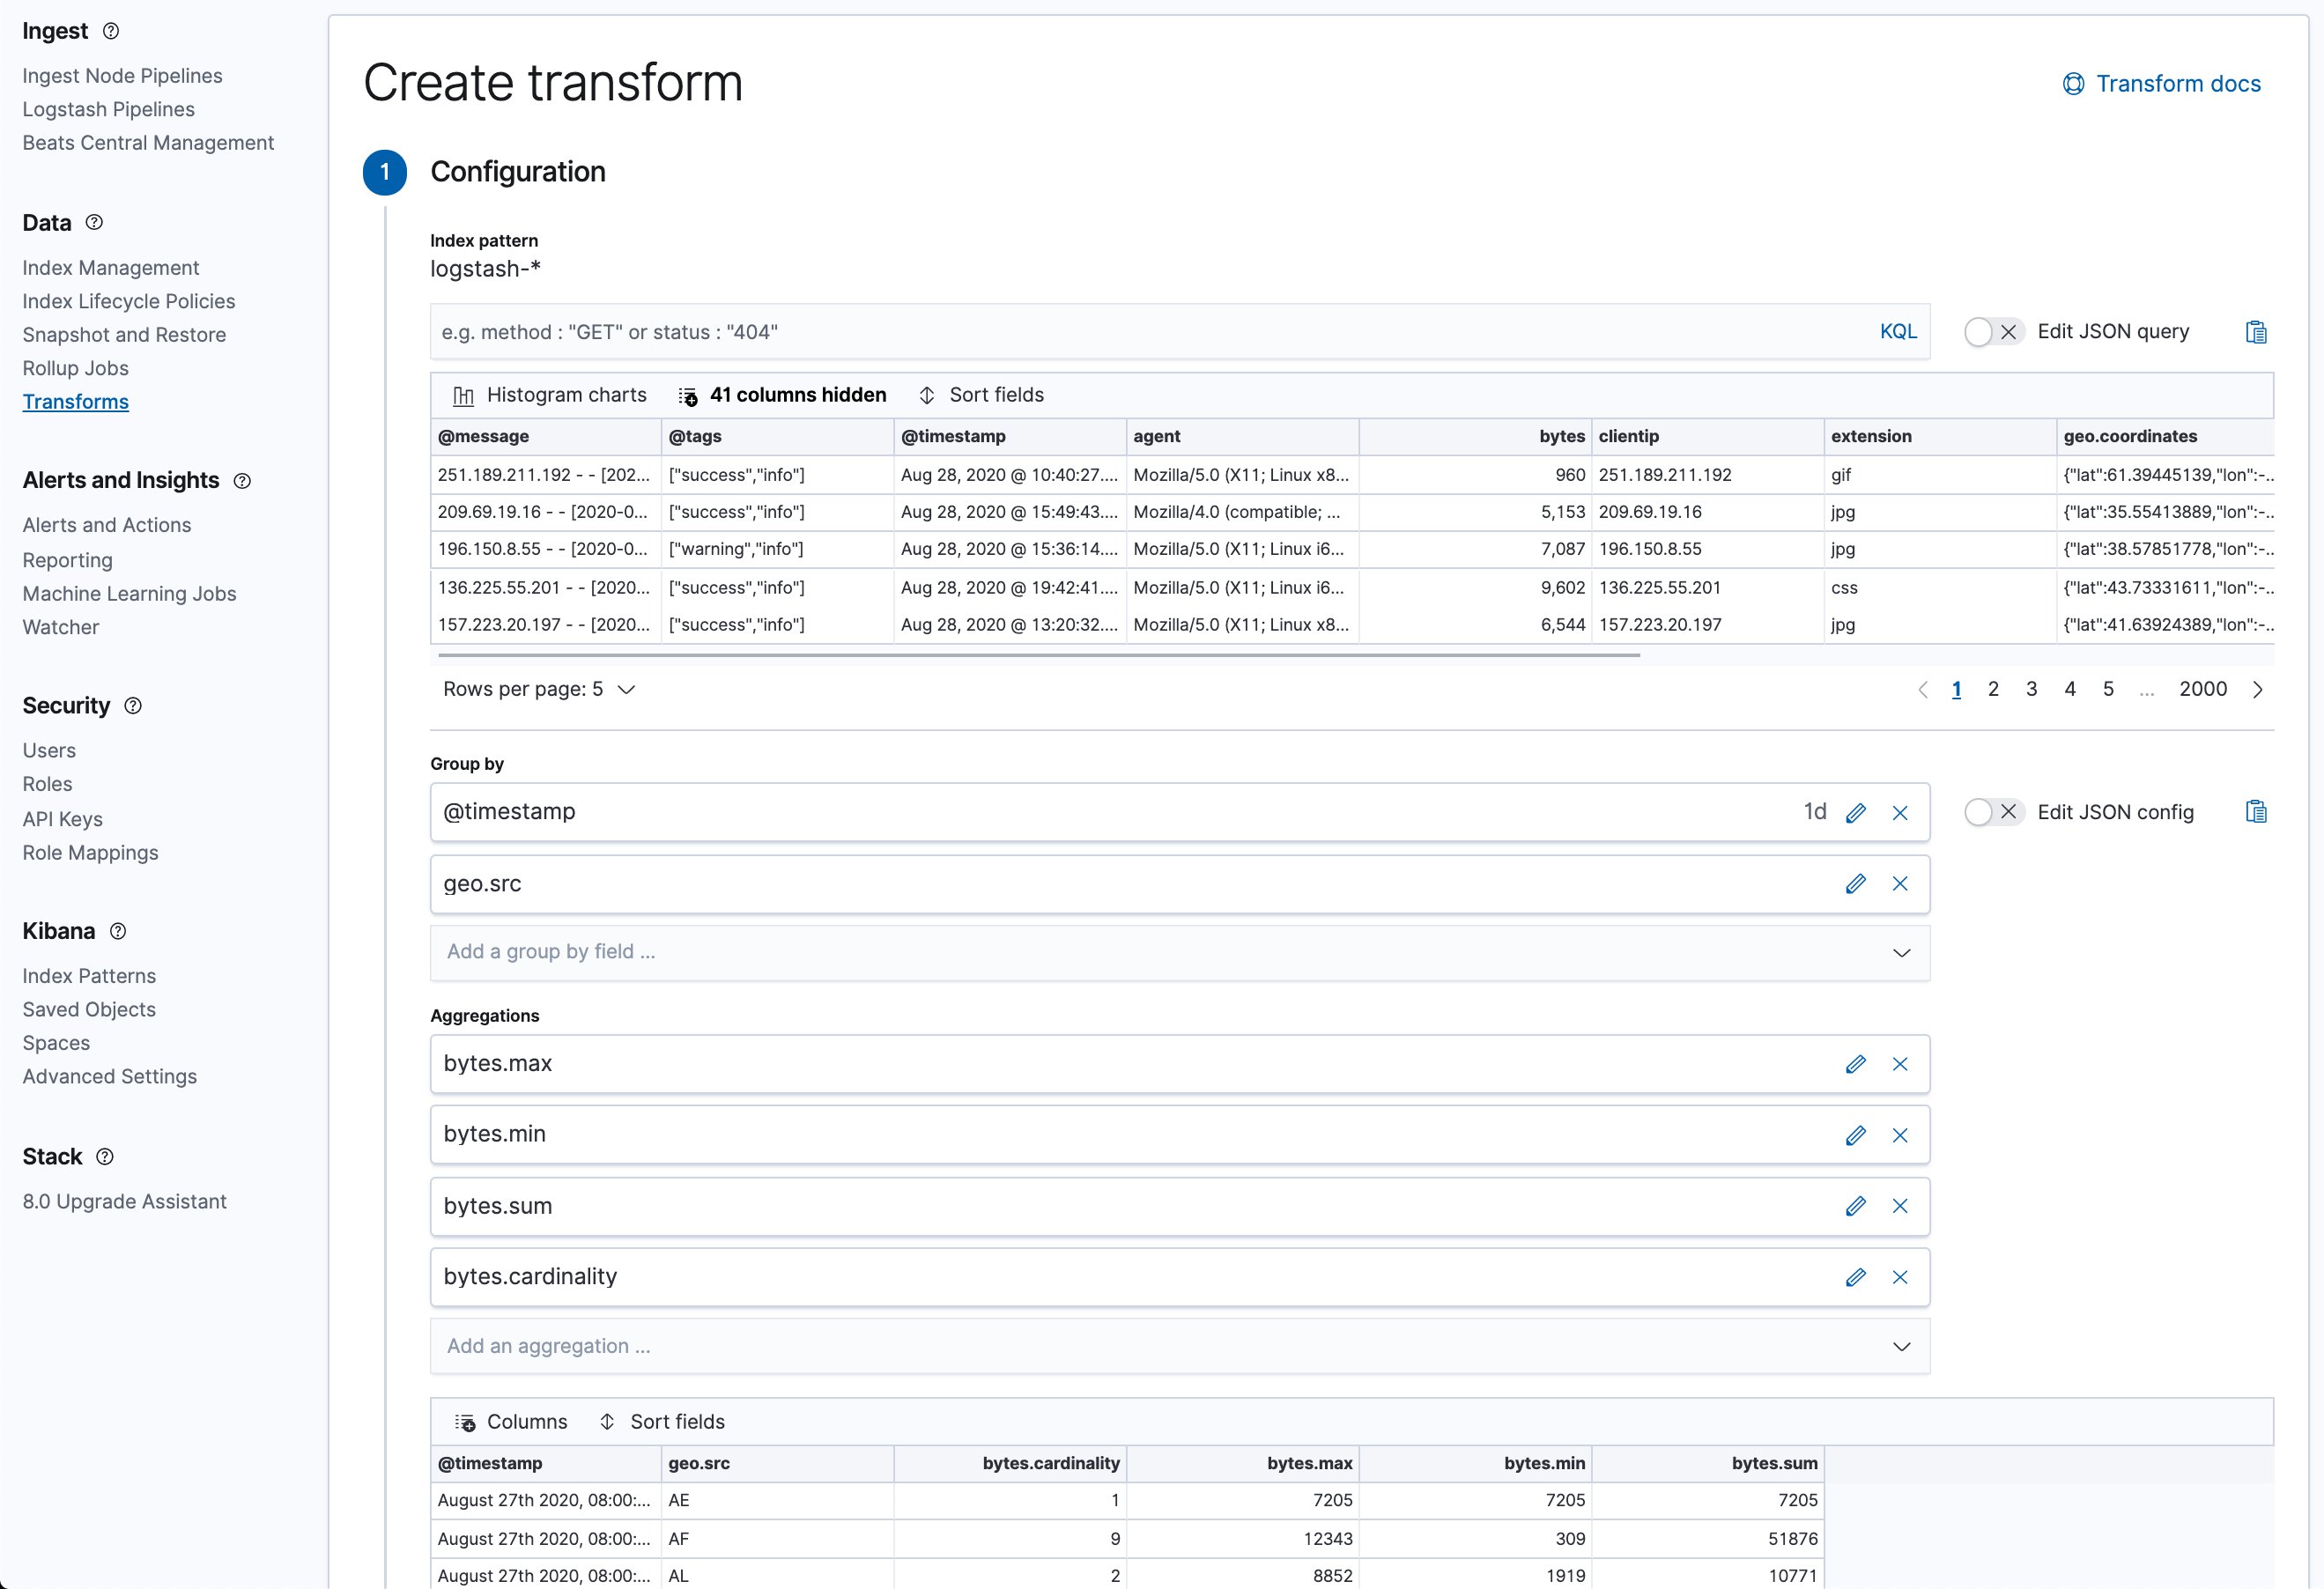 Ingest
Ingest Node Pipelines
Logstash Pipelines
Beats Central Management
Data
Index Management
Index Lifecycle Policies
Snapshot and Restore
Rollup Jobs
Transforms
Alerts and Insights
Alerts and Actions
Reporting
Machine Learning Jobs
Watcher
Security
Users
Roles
API Keys
Role Mappings
Kibana
Index Patterns
Saved Objects
Spaces
Advanced Settings
Stack
8.0 Upgrade Assistant
Create transform
Transform docs
1 Configuration
Index pattern
logstash-*
e.g. method : "GET" or status : "404" KQL Edit JSON query
Histogram charts 41 columns hidden Sort fields
@message @tags @timestamp agent bytes clientip extension geo.coordinates
251.189.211.192 - - [202... ["success","info"] Aug 28, 2020 @ 10:40:27.... Mozilla/5.0 (X11; Linux x8... 960 251.189.211.192 gif {"lat":61.39445139,"lon":-..
209.69.19.16 - - [2020-0... ["success","info"] Aug 28, 2020 @ 15:49:43.... Mozilla/4.0 (compatible; ... 5,153 209.69.19.16 jpg {"lat":35.55413889,"lon":-..
196.150.8.55 - - [2020-0... ["warning","info"] Aug 28, 2020 @ 15:36:14.... Mozilla/5.0 (X11; Linux i6... 7,087 196.150.8.55 jpg {"lat":38.57851778,"lon":-..
136.225.55.201 - - [2020... ["success","info"] Aug 28, 2020 @ 19:42:41.... Mozilla/5.0 (X11; Linux i6... 9,602 136.225.55.201 css {"lat":43.73331611,"lon":-..
157.223.20.197 - - [2020... ["success","info"] Aug 28, 2020 @ 13:20:32.... Mozilla/5.0 (X11; Linux x8... 6,544 157.223.20.197 jpg {"lat":41.63924389,"lon":-..
Rows per page: 5 1 2 3 4 5 ... 2000
Group by
@timestamp 1d Edit JSON config
geo.src
Add a group by field ...
Aggregations
bytes.max
bytes.min
bytes.sum
bytes.cardinality
Add an aggregation ...
Columns Sort fields
@timestamp geo.src bytes.cardinality bytes.max bytes.min bytes.sum
August 27th 2020, 08:00:... AE 1 7205 7205 7205
August 27th 2020, 08:00:... AF 9 12343 309 51876
August 27th 2020, 08:00:... AL 2 8852 1919 10771